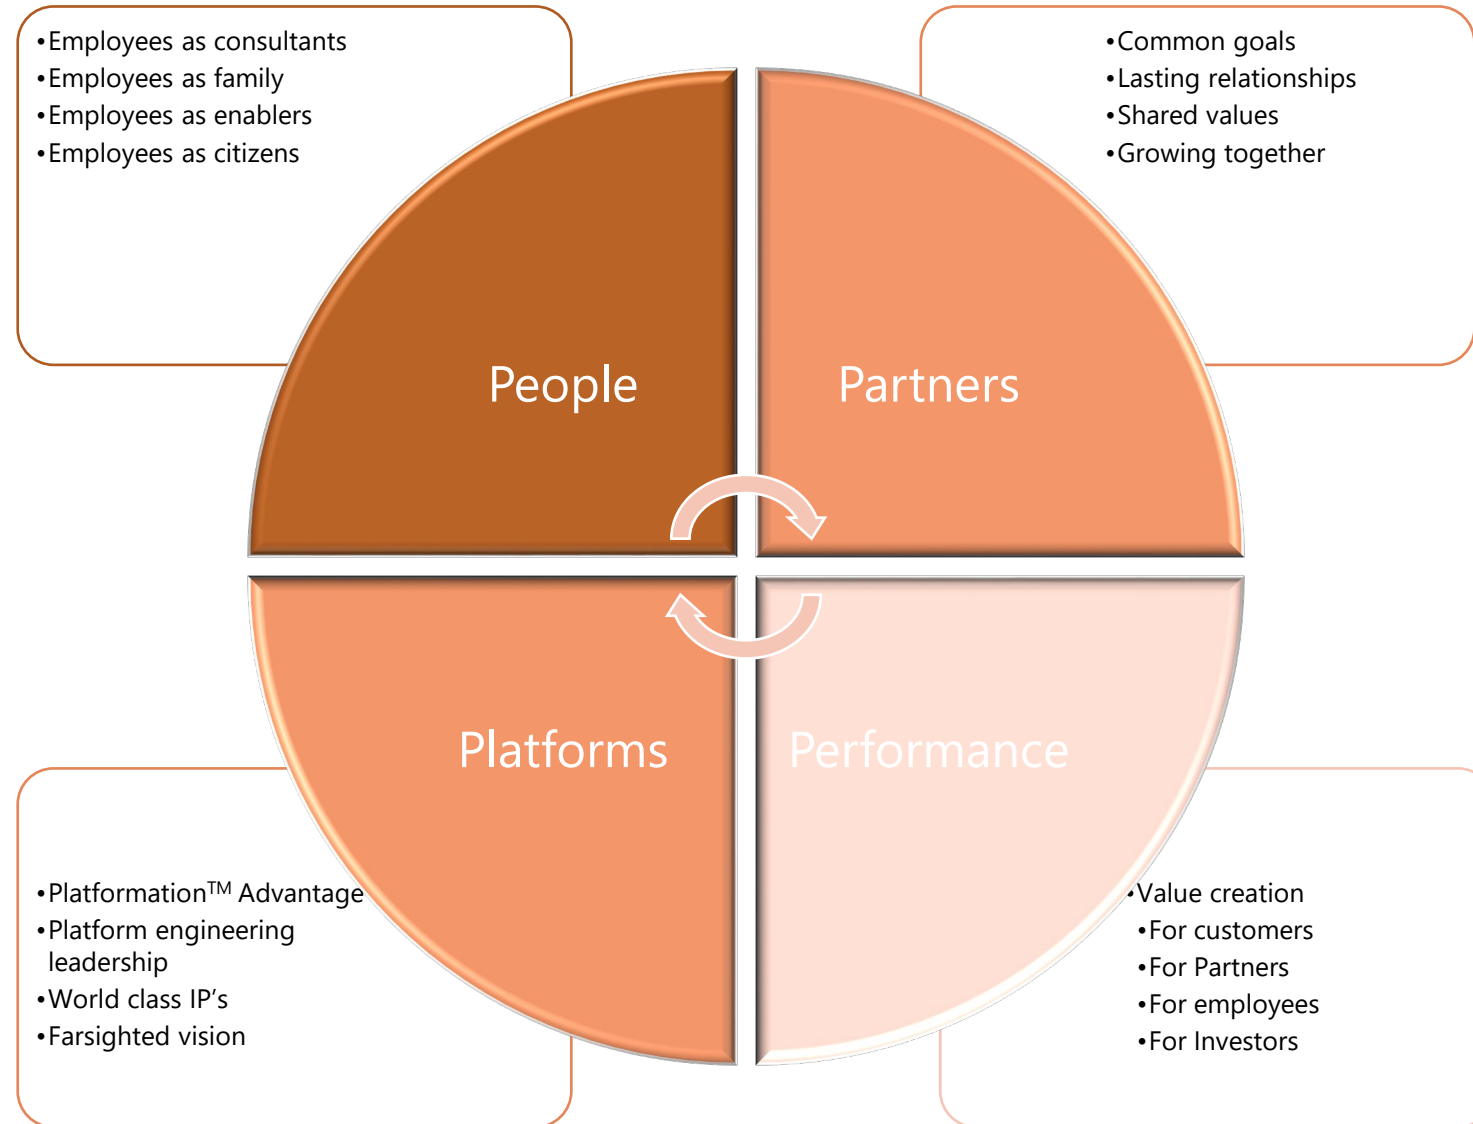 •Employees as consultants
•Employees as family
•Employees as enablers
•Employees as citizens
•Common goals
•Lasting relationships
•Shared values
•Growing together
People
Partners
Platforms
Performance
•Platformation™ Advantage
•Platform engineering
leadership
•World class IP’s
•Farsighted vision
•Value creation
•For customers
•For Partners
•For employees
•For Investors